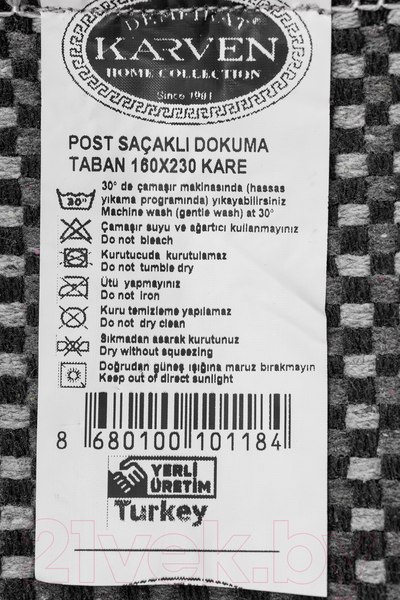 DEMFIRAT
KARVEN
HOME COLLECTION
Since 1981
POST SAÇAKLI DOKUMA
TABAN 160X230 KARE
30°
30° de çamaşır makinasında (hassas
yıkama programında) yıkayabilirsiniz
Machine wash (gentle wash) at 30°
Çamaşır suyu ve ağartıcı kullanmayınız
Do not bleach
Kurutucuda kurutulamaz
Do not tumble dry
Ütü yapmayınız
Do not iron
Kuru temizleme yapılamaz
Do not dry clean
Sıkmadan asarak kurutunuz
Dry without squeezing
Doğrudan güneş ışığına maruz bırakmayın
Keep out of direct sunlight
8 680100 101184
YERLİ
ÜRETİM
Turkey
21vek.by